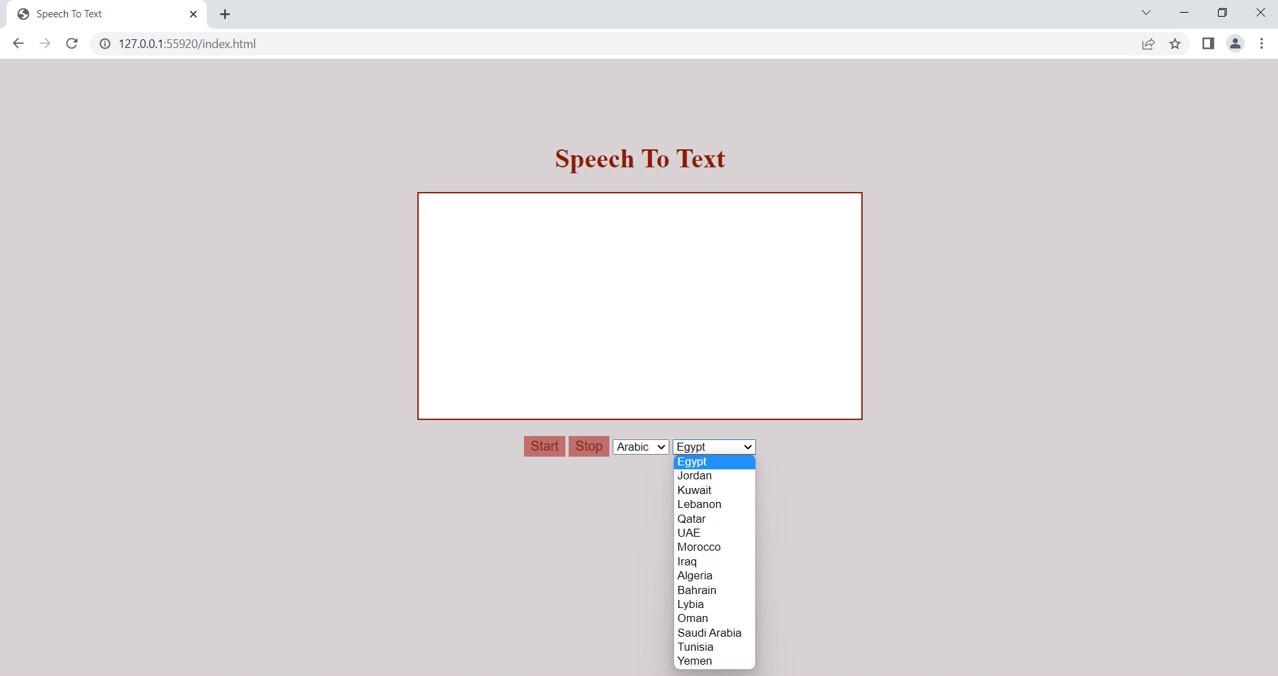 Speech To Text
127.0.0.1:55920/index.html
Speech To Text
Start Stop Arabic Egypt
Egypt
Jordan
Kuwait
Lebanon
Qatar
UAE
Morocco
Iraq
Algeria
Bahrain
Lybia
Oman
Saudi Arabia
Tunisia
Yemen